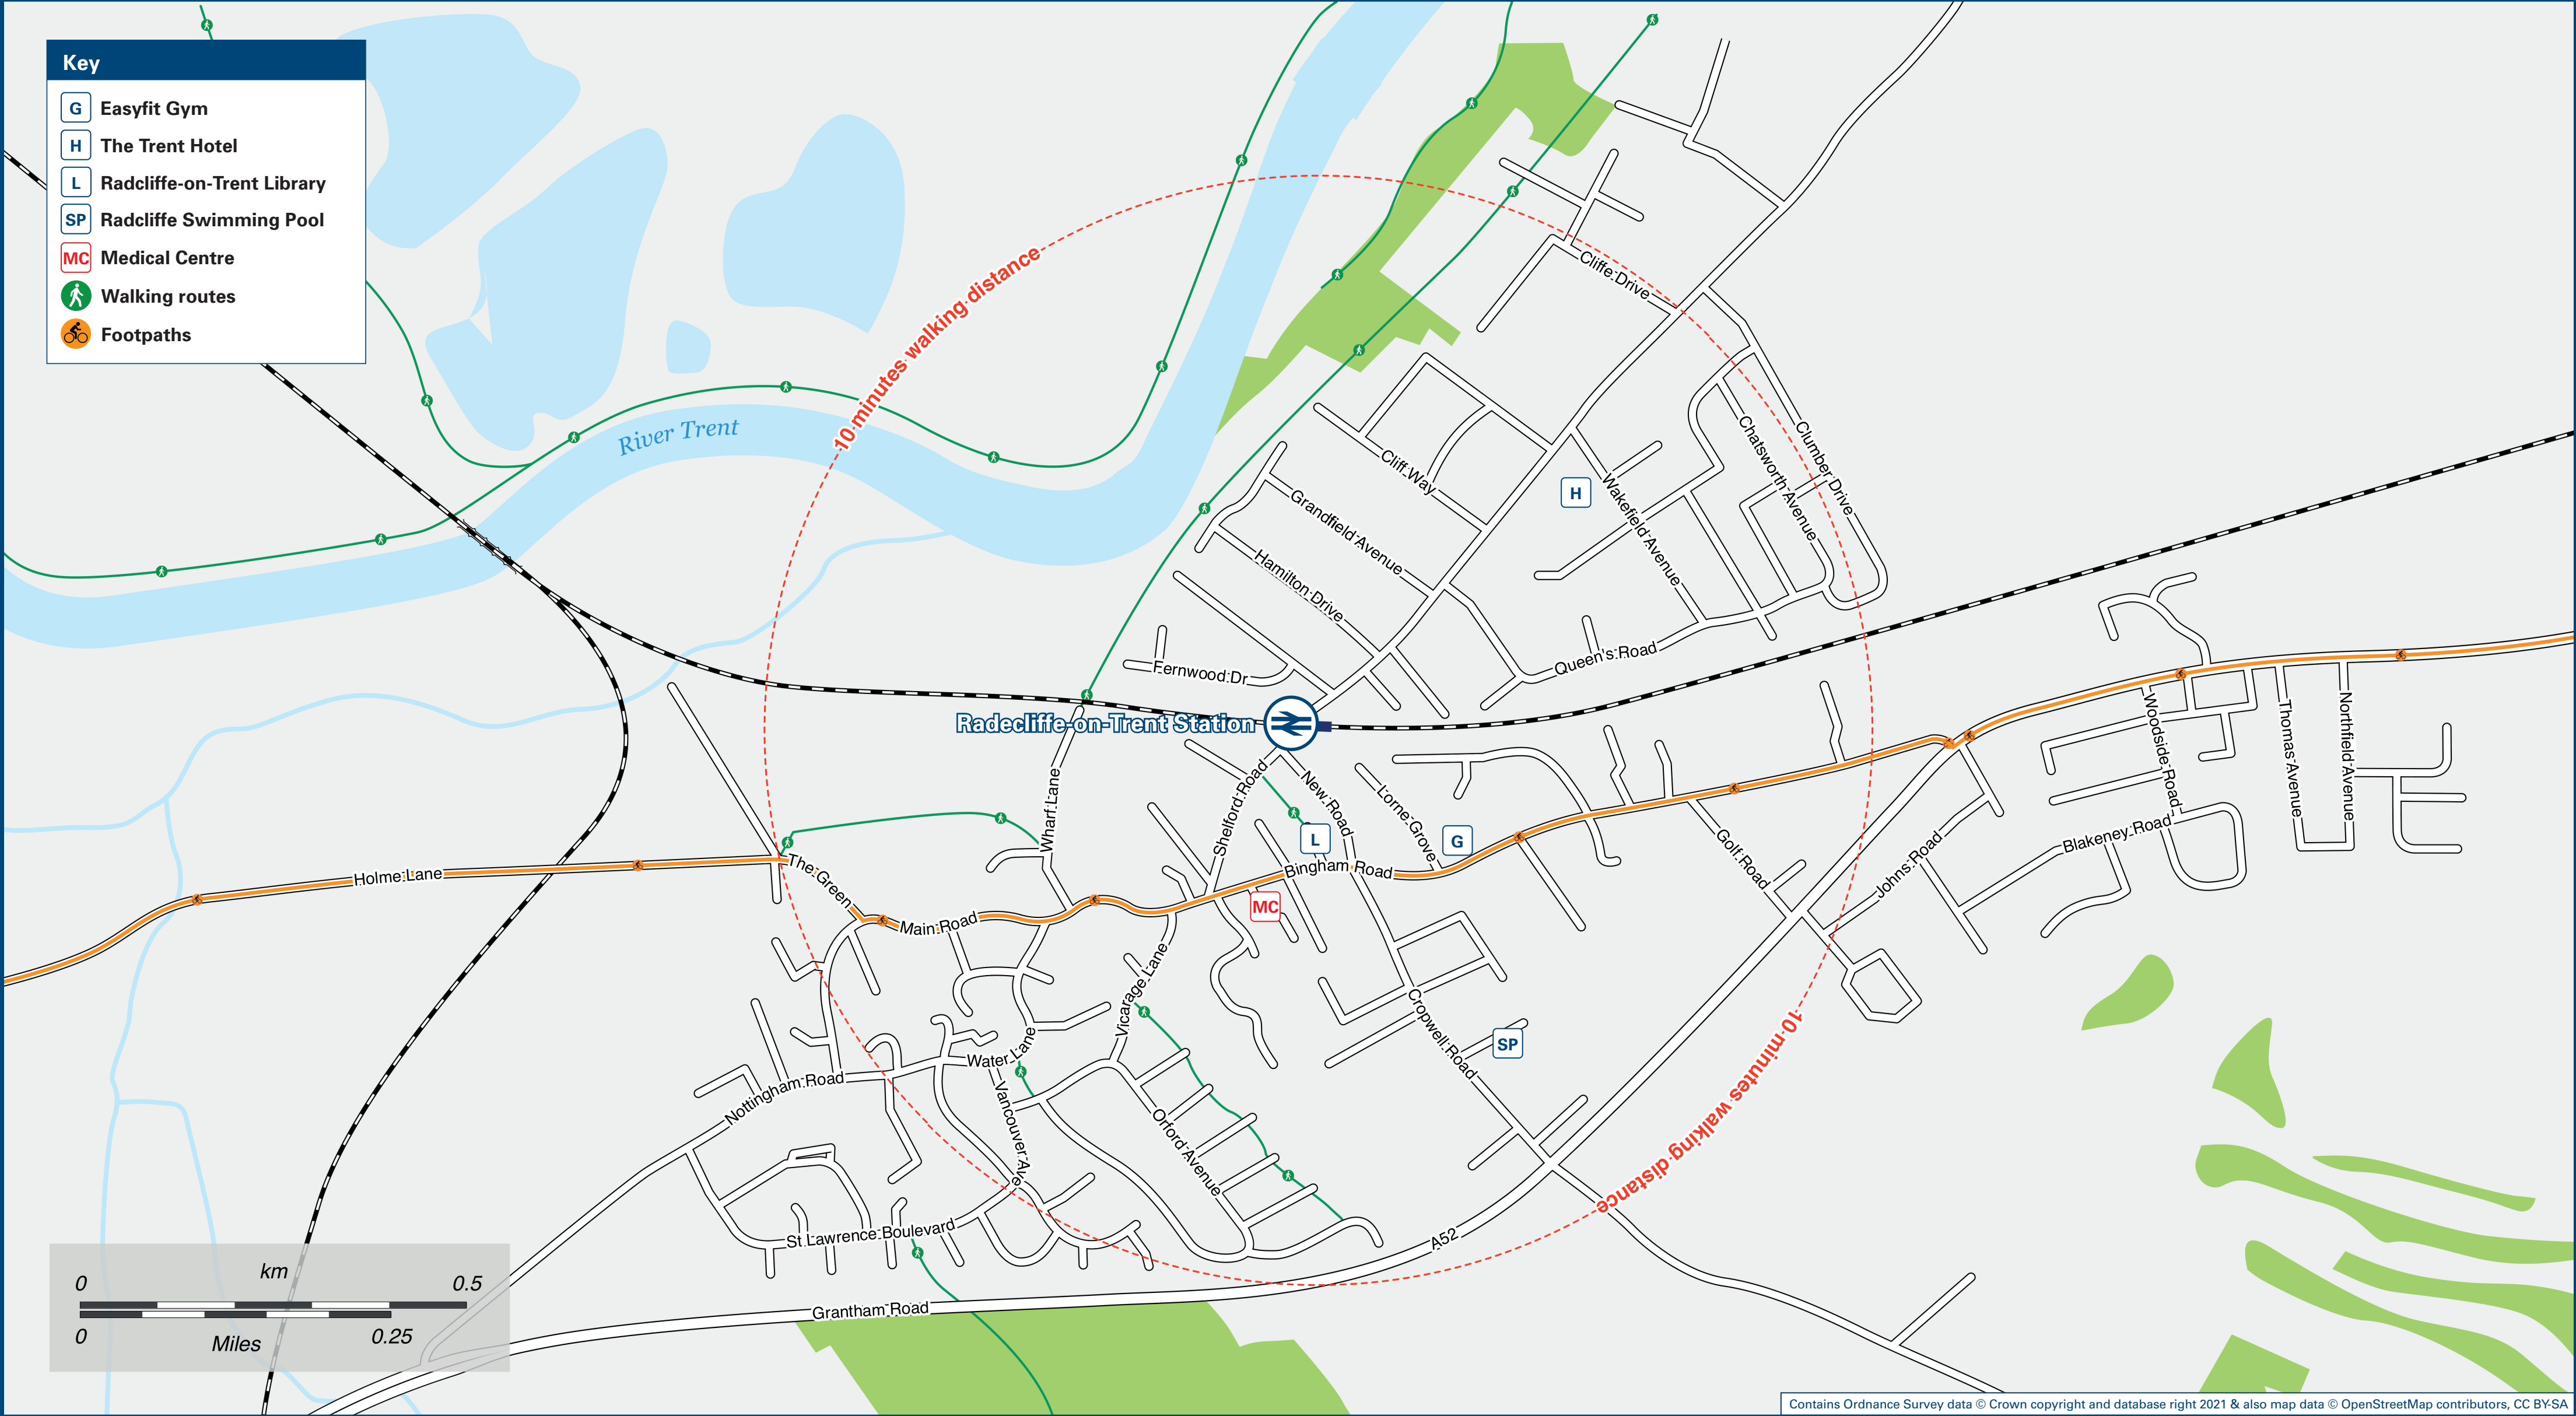 Key
G Easyfit Gym
H The Trent Hotel
L Radcliffe-on-Trent Library
SP Radcliffe Swimming Pool
MC Medical Centre
Walking routes
Footpaths
10 minutes walking distance
River Trent
Cliffe Drive
Cliff Way
H
Wakefield Avenue
Chatsworth Avenue
Clumber Drive
Grandfield Avenue
Hamilton Drive
Fernwood Dr
Queen's Road
Radecliffe-on-Trent Station
Wharf Lane
Shelford Road
New Road
Lorne Grove
L
G
Bingham Road
MC
Holme Lane
The Green
Main Road
Golf Road
Johns Road
Woodside Road
Thomas Avenue
Northfield Avenue
Blakeney Road
Vicarage Lane
Cropwell Road
SP
Water Lane
Nottingham Road
Vancouver Ave
Orford Avenue
St Lawrence Boulevard
A52
Grantham Road
10 minutes walking distance
km
0 0.5
0 0.25
Miles
Contains Ordnance Survey data © Crown copyright and database right 2021 & also map data © OpenStreetMap contributors, CC BY-SA